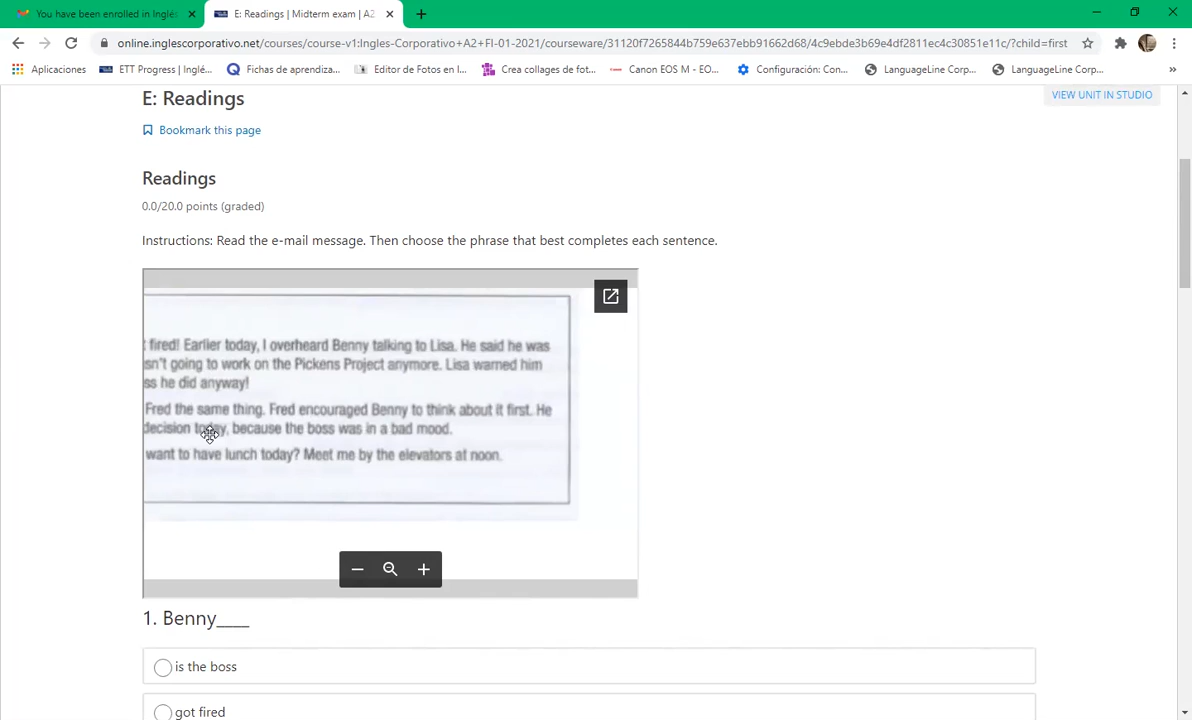 You have been enrolled in Inglés
E: Readings | Midterm exam | A2
online.inglescorporativo.net/courses/course-v1:Ingles-Corporativo+A2+FI-01-2021/courseware/31120f7265844b759e637ebb91662d68/4c9ebde3b69e4df2811ec4c30851e11c/?child=first
Aplicaciones
ETT Progress | Inglé...
Fichas de aprendiza...
Editor de Fotos en l...
Crea collages de fot...
Canon EOS M - EO...
Configuración: Con...
LanguageLine Corp...
LanguageLine Corp...
E: Readings
VIEW UNIT IN STUDIO
Bookmark this page
Readings
0.0/20.0 points (graded)
Instructions: Read the e-mail message. Then choose the phrase that best completes each sentence.
fired! Earlier today, I overheard Benny talking to Lisa. He said he was
sn't going to work on the Pickens Project anymore. Lisa warned him
ss he did anyway!
Fred the same thing. Fred encouraged Benny to think about it first. He
decision today, because the boss was in a bad mood.
want to have lunch today? Meet me by the elevators at noon.
1. Benny____
is the boss
got fired